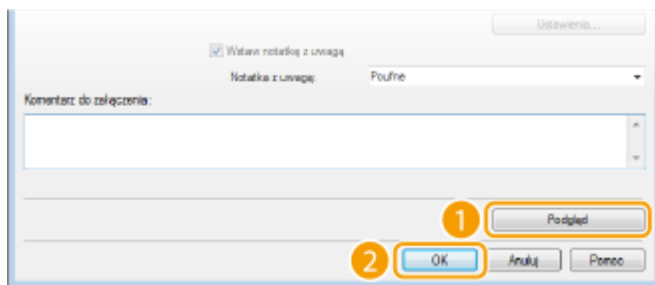 Ustawienia...
Wstaw notatkę z uwagą
Notatka z uwagą: Poufne
Komentarz do załączenia:
1 Podgląd
2 OK Anuluj Pomoc